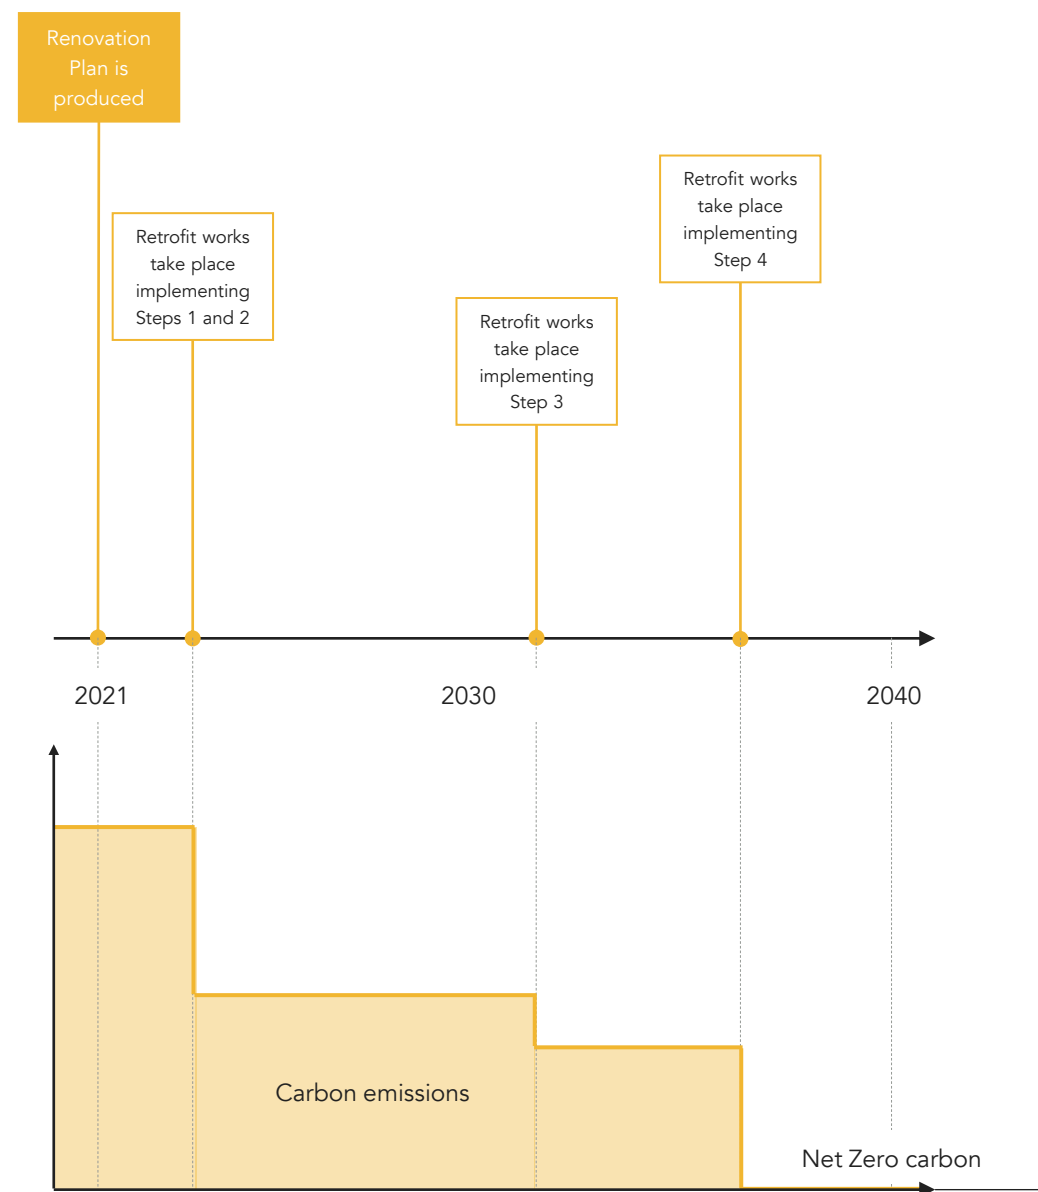 Renovation
Plan is
produced
Retrofit works
take place
implementing
Steps 1 and 2
Retrofit works
take place
implementing
Step 3
Retrofit works
take place
implementing
Step 4
2021
2030
2040
Carbon emissions
Net Zero carbon